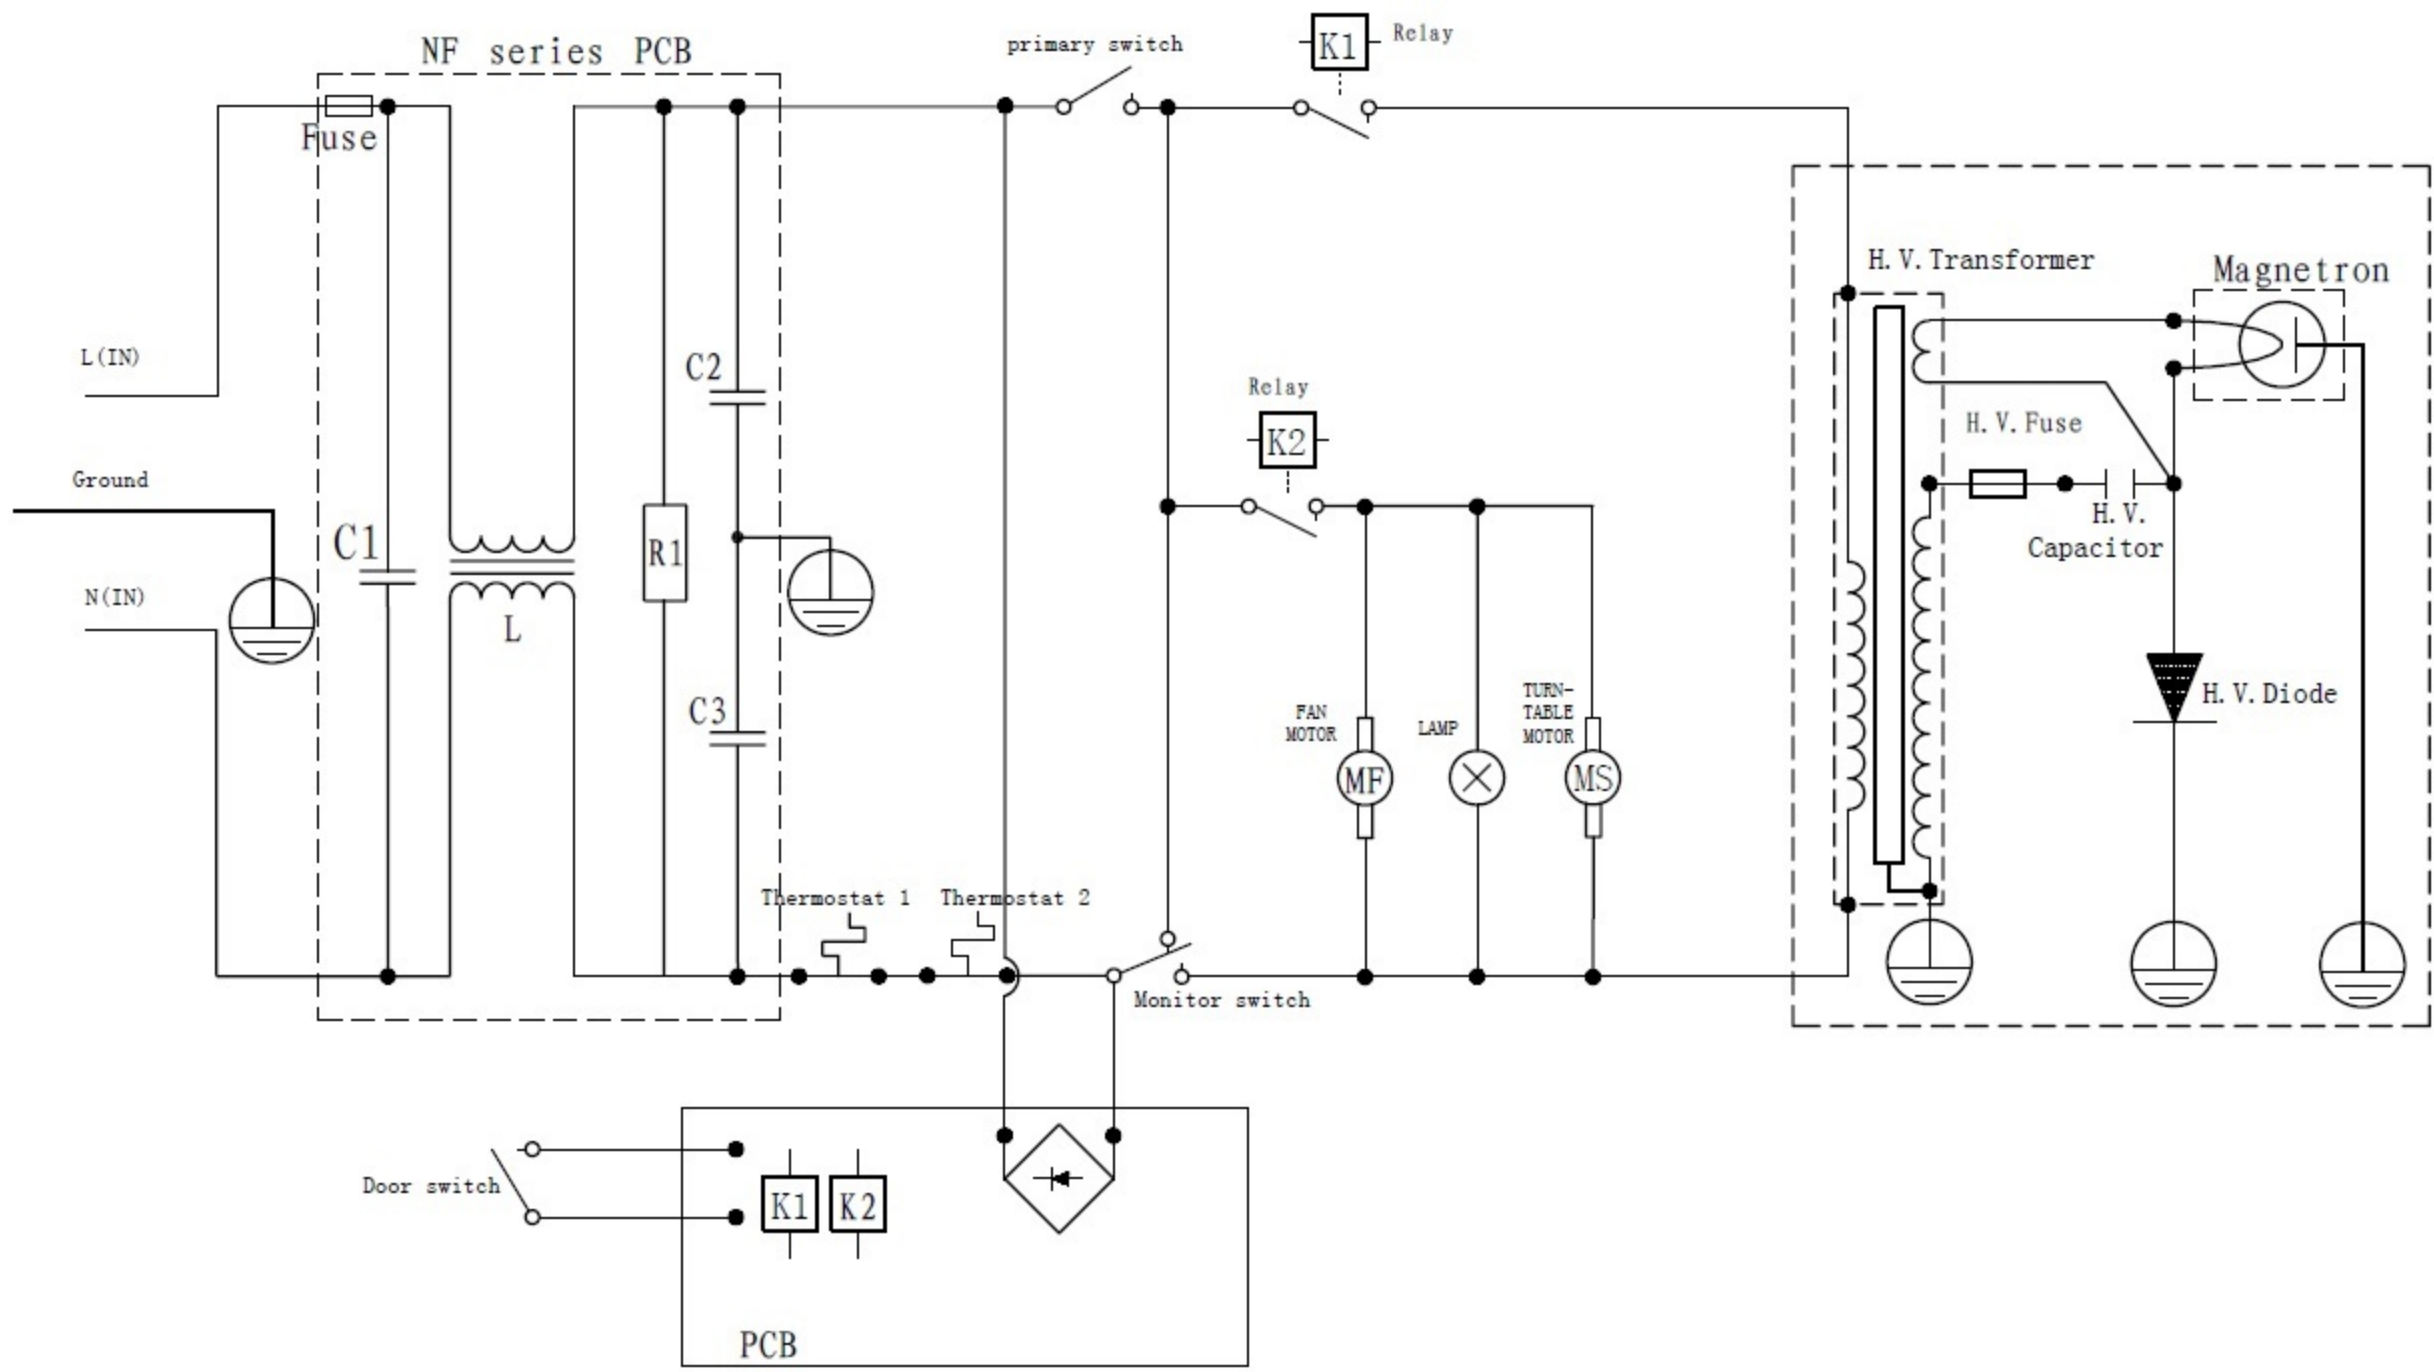 NF series PCB
primary switch
K1
Relay
Fuse
H.V.Transformer
Magnetron
L(IN)
C2
Relay
K2
H.V.Fuse
Ground
C1
R1
H.V.
Capacitor
N(IN)
L
C3
FAN
MOTOR
LAMP
TURN-
TABLE
MOTOR
H.V.Diode
MF
MS
Thermostat 1
Thermostat 2
Monitor switch
Door switch
K1
K2
PCB